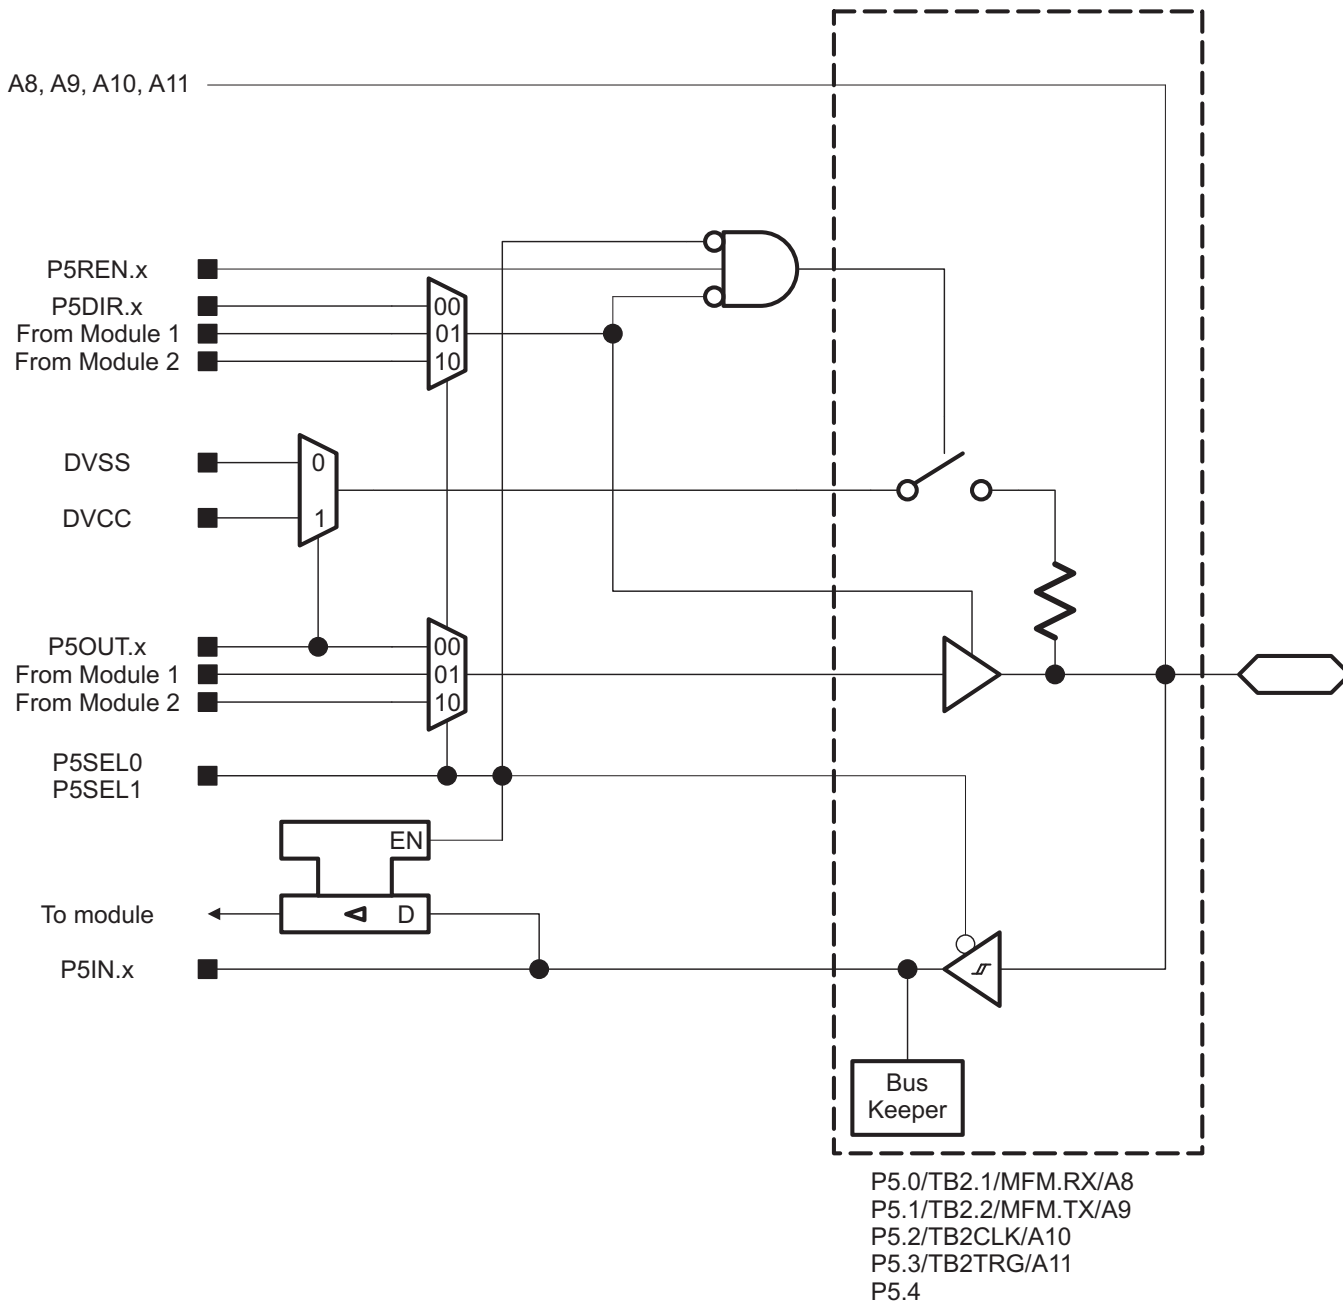 A8, A9, A10, A11
P5REN.x
P5DIR.x
00
From Module 1
01
From Module 2
10
DVSS
0
DVCC
1
P5OUT.x
00
From Module 1
01
From Module 2
10
P5SEL0
P5SEL1
EN
To module
D
P5IN.x
Bus
Keeper
P5.0/TB2.1/MFM.RX/A8
P5.1/TB2.2/MFM.TX/A9
P5.2/TB2CLK/A10
P5.3/TB2TRG/A11
P5.4